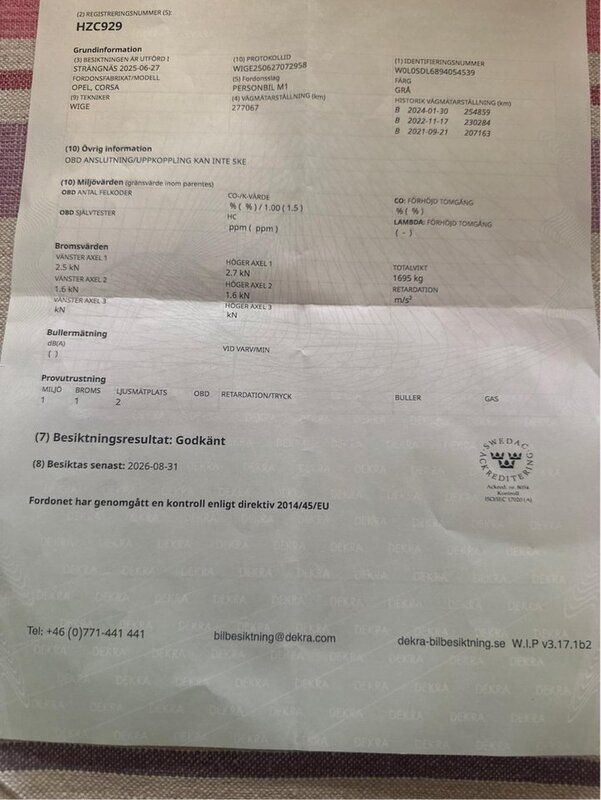 (2) REGISTRERINGSNUMMER (S):
HZC929
Grundinformation
(3) BESIKTNINGEN ÄR UTFÖRD I
STRÄNGNÄS 2025-06-27
(10) PROTOKOLLID
WIGE250627072958
(1) IDENTIFIERINGSNUMMER
W0L0SDL6894054539
FORDONSFABRIKAT/MODELL
OPEL, CORSA
(5) Fordonsslag
PERSONBIL M1
FÄRG
GRÅ
(9) TEKNIKER
WIGE
(4) VÄGMÄTARSTÄLLNING (km)
277067
HISTORIK VÄGMÄTARSTÄLLNING (km)
B 2024-01-30 254859
B 2022-11-17 230284
B 2021-09-21 207163
(10) Övrig information
OBD ANSLUTNING/UPPKOPPLING KAN INTE SKE
(10) Miljövärden (gränsvärde inom parentes)
OBD ANTAL FELKODER
CO-/K-VÄRDE
% ( % ) / 1.00 ( 1.5 )
CO: FÖRHÖJD TOMGÅNG
% ( % )
OBD SJÄLVTESTER
HC
ppm ( ppm )
LAMBDA: FÖRHÖJD TOMGÅNG
( - )
Bromsvärden
VÄNSTER AXEL 1
2.5 kN
HÖGER AXEL 1
2.7 kN
TOTALVIKT
1695 kg
VÄNSTER AXEL 2
1.6 kN
HÖGER AXEL 2
1.6 kN
RETARDATION
m/s²
VÄNSTER AXEL 3
kN
HÖGER AXEL 3
kN
Bullermätning
dB(A)
( )
VID VARV/MIN
Provutrustning
MILJÖ BROMS LJUSMÄTPLATS OBD RETARDATION/TRYCK BULLER GAS
1 1 2
(7) Besiktningsresultat: Godkänt
(8) Besiktas senast: 2026-08-31
SWEDAC
ACKREDITERING
Ackred. nr. 8054
Kontroll
ISO/IEC 17020 (A)
Fordonet har genomgått en kontroll enligt direktiv 2014/45/EU
Tel: +46 (0)771-441 441 bilbesiktning@dekra.com dekra-bilbesiktning.se W.I.P v3.17.1b2
DEKRA